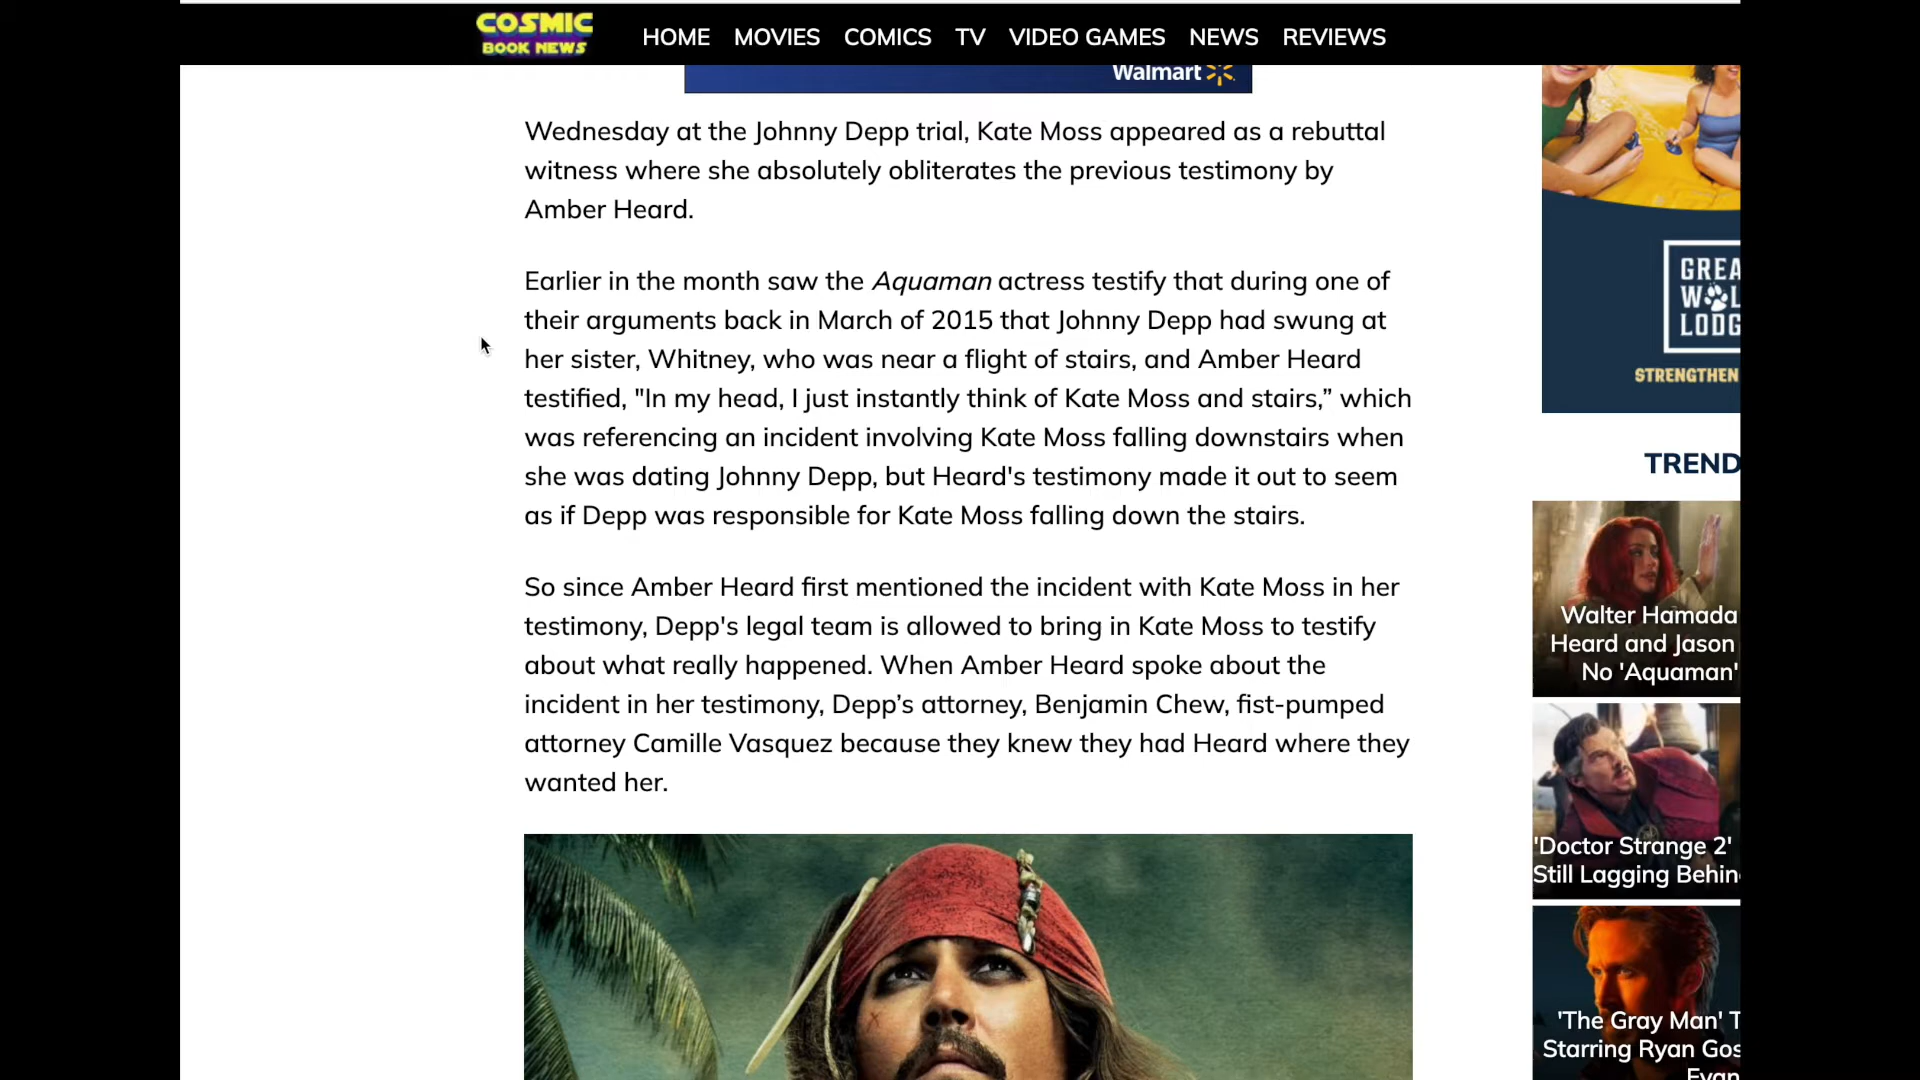 COSMIC
BOOK NEWS
HOME MOVIES COMICS TV VIDEO GAMES NEWS REVIEWS
Walmart
Wednesday at the Johnny Depp trial, Kate Moss appeared as a rebuttal
witness where she absolutely obliterates the previous testimony by
Amber Heard.
Earlier in the month saw the Aquaman actress testify that during one of
their arguments back in March of 2015 that Johnny Depp had swung at
her sister, Whitney, who was near a flight of stairs, and Amber Heard
testified, "In my head, I just instantly think of Kate Moss and stairs,” which
was referencing an incident involving Kate Moss falling downstairs when
she was dating Johnny Depp, but Heard's testimony made it out to seem
as if Depp was responsible for Kate Moss falling down the stairs.
So since Amber Heard first mentioned the incident with Kate Moss in her
testimony, Depp's legal team is allowed to bring in Kate Moss to testify
about what really happened. When Amber Heard spoke about the
incident in her testimony, Depp’s attorney, Benjamin Chew, fist-pumped
attorney Camille Vasquez because they knew they had Heard where they
wanted her.
GREA
WOL
LODG
STRENGTHEN
TREND
Walter Hamada
Heard and Jason
No 'Aquaman'
'Doctor Strange 2'
Still Lagging Behin
'The Gray Man' T
Starring Ryan Gos
Evan